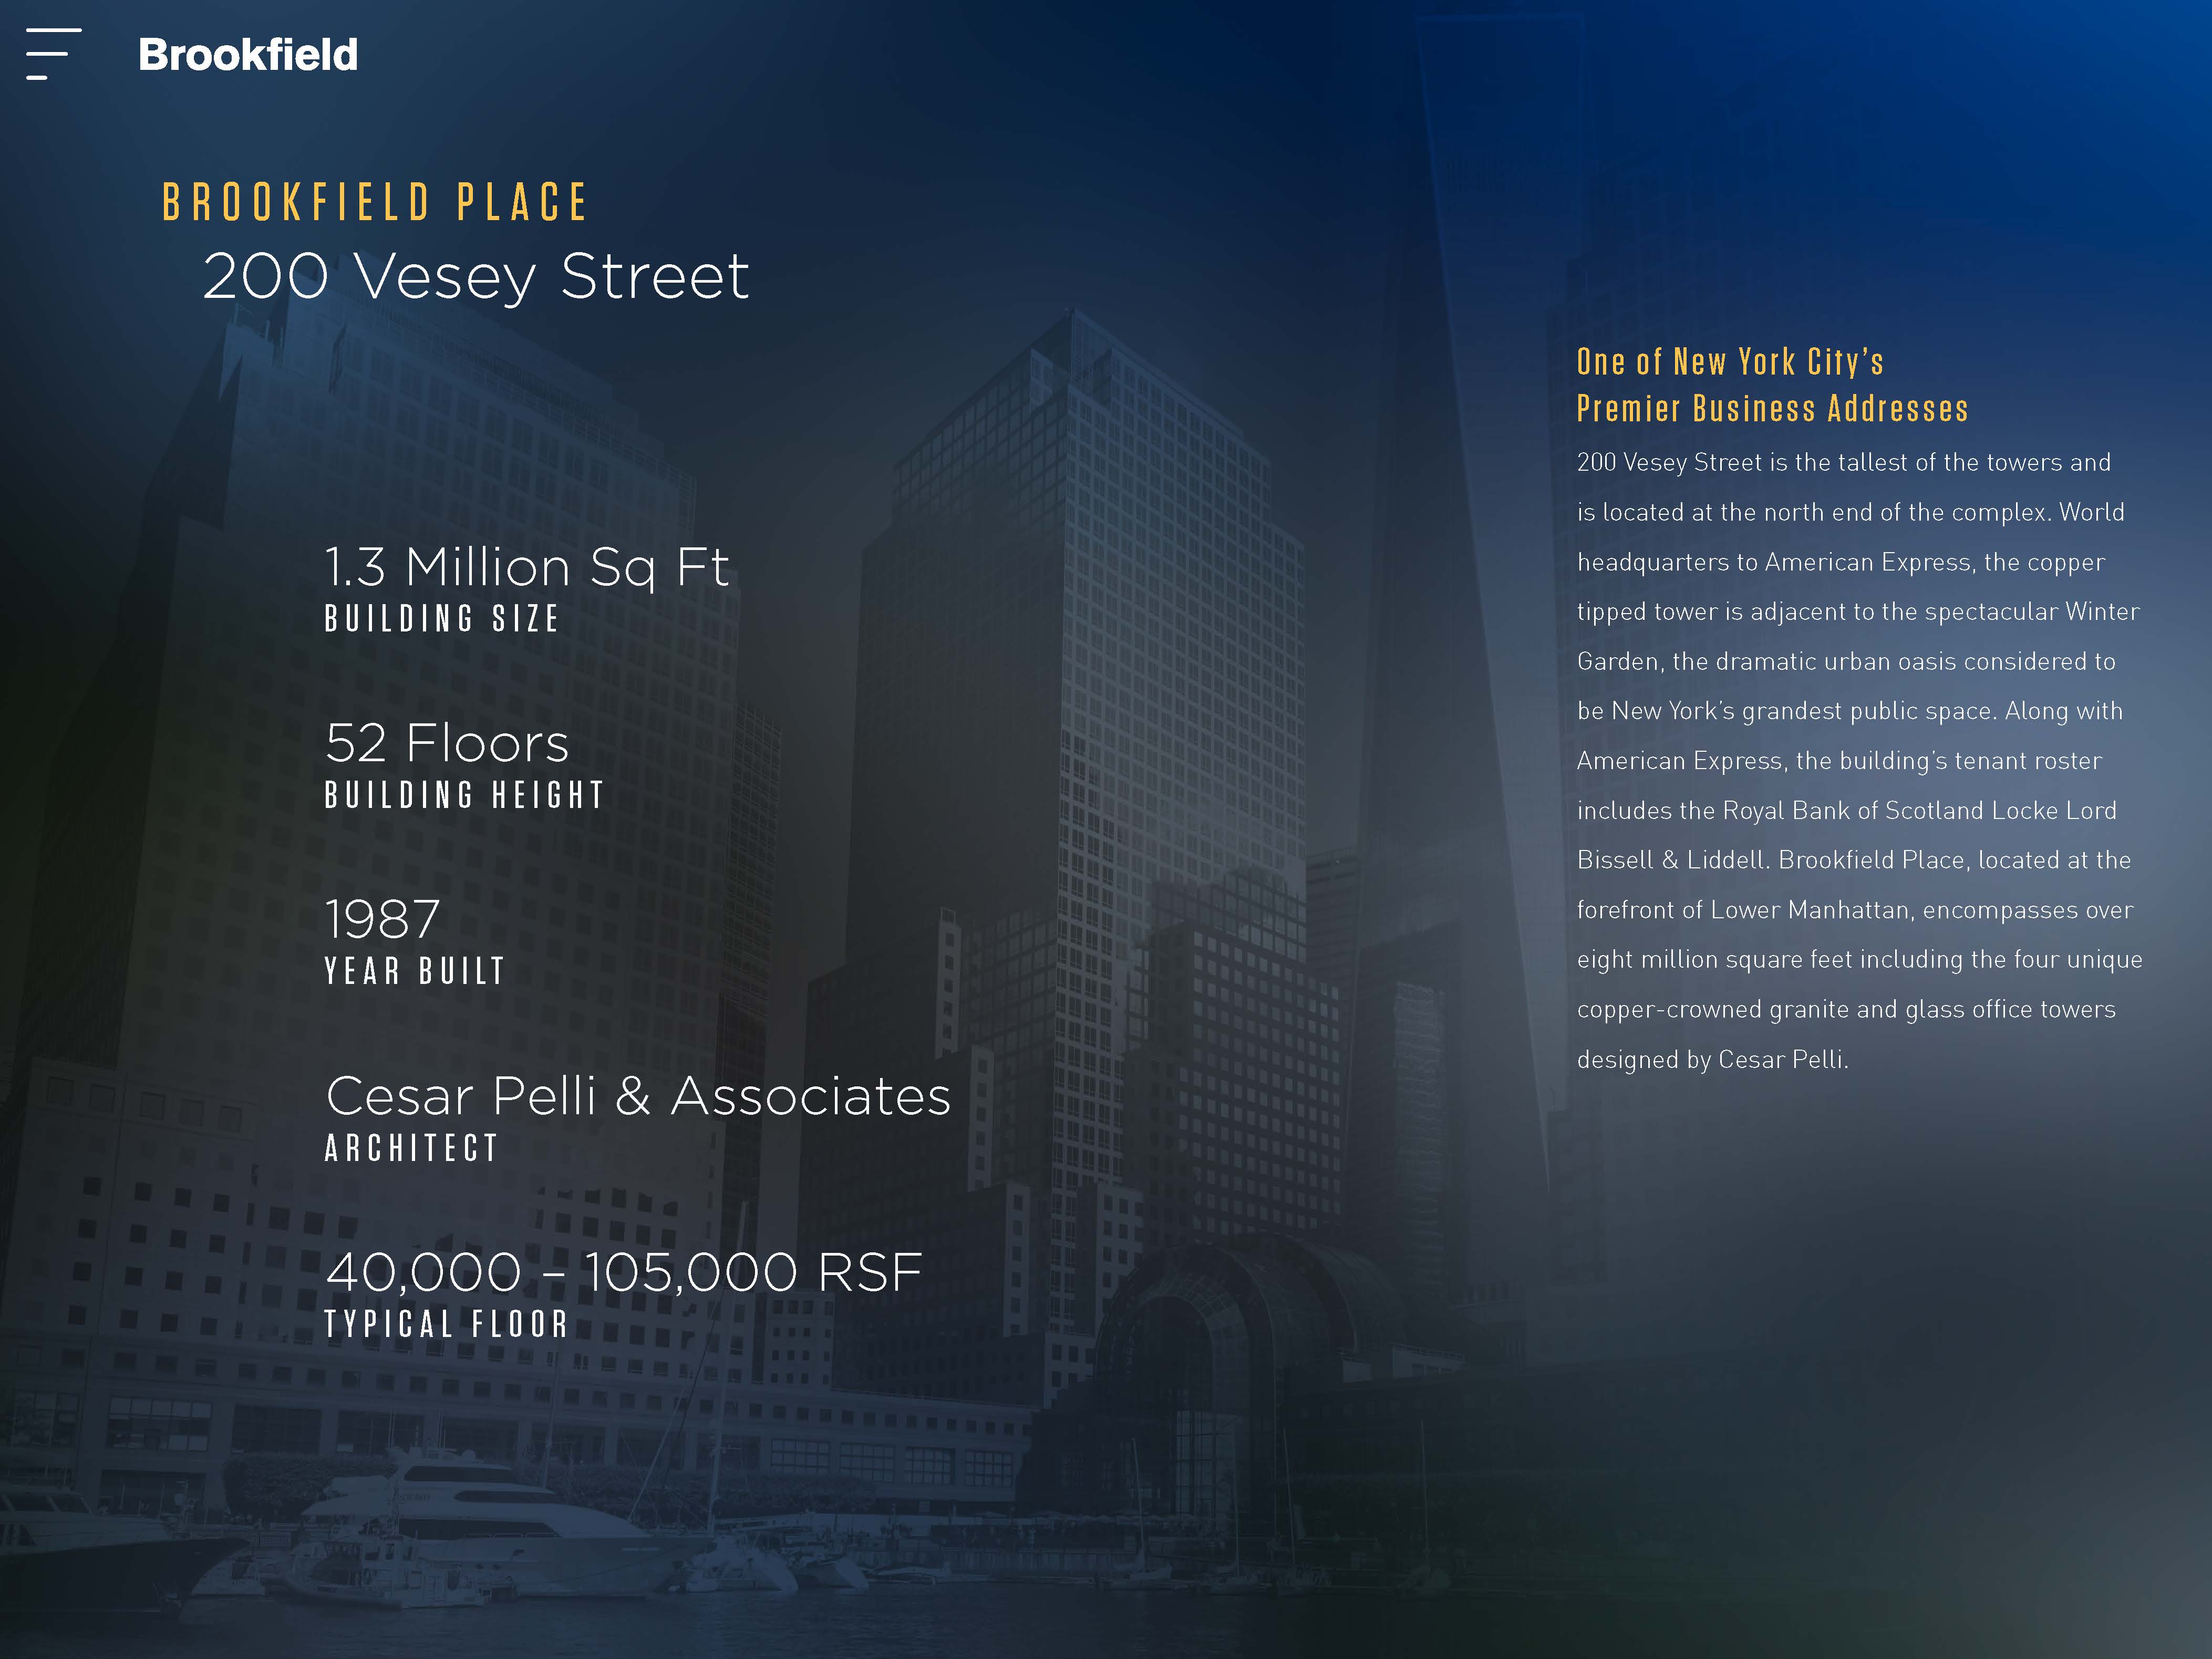 Brookfield
BROOKFIELD PLACE
200 Vesey Street
1.3 Million Sq Ft
BUILDING SIZE
52 Floors
BUILDING HEIGHT
1987
YEAR BUILT
Cesar Pelli & Associates
ARCHITECT
40,000 – 105,000 RSF
TYPICAL FLOOR
One of New York City’s
Premier Business Addresses
200 Vesey Street is the tallest of the towers and
is located at the north end of the complex. World
headquarters to American Express, the copper
tipped tower is adjacent to the spectacular Winter
Garden, the dramatic urban oasis considered to
be New York’s grandest public space. Along with
American Express, the building’s tenant roster
includes the Royal Bank of Scotland Locke Lord
Bissell & Liddell. Brookfield Place, located at the
forefront of Lower Manhattan, encompasses over
eight million square feet including the four unique
copper-crowned granite and glass office towers
designed by Cesar Pelli.